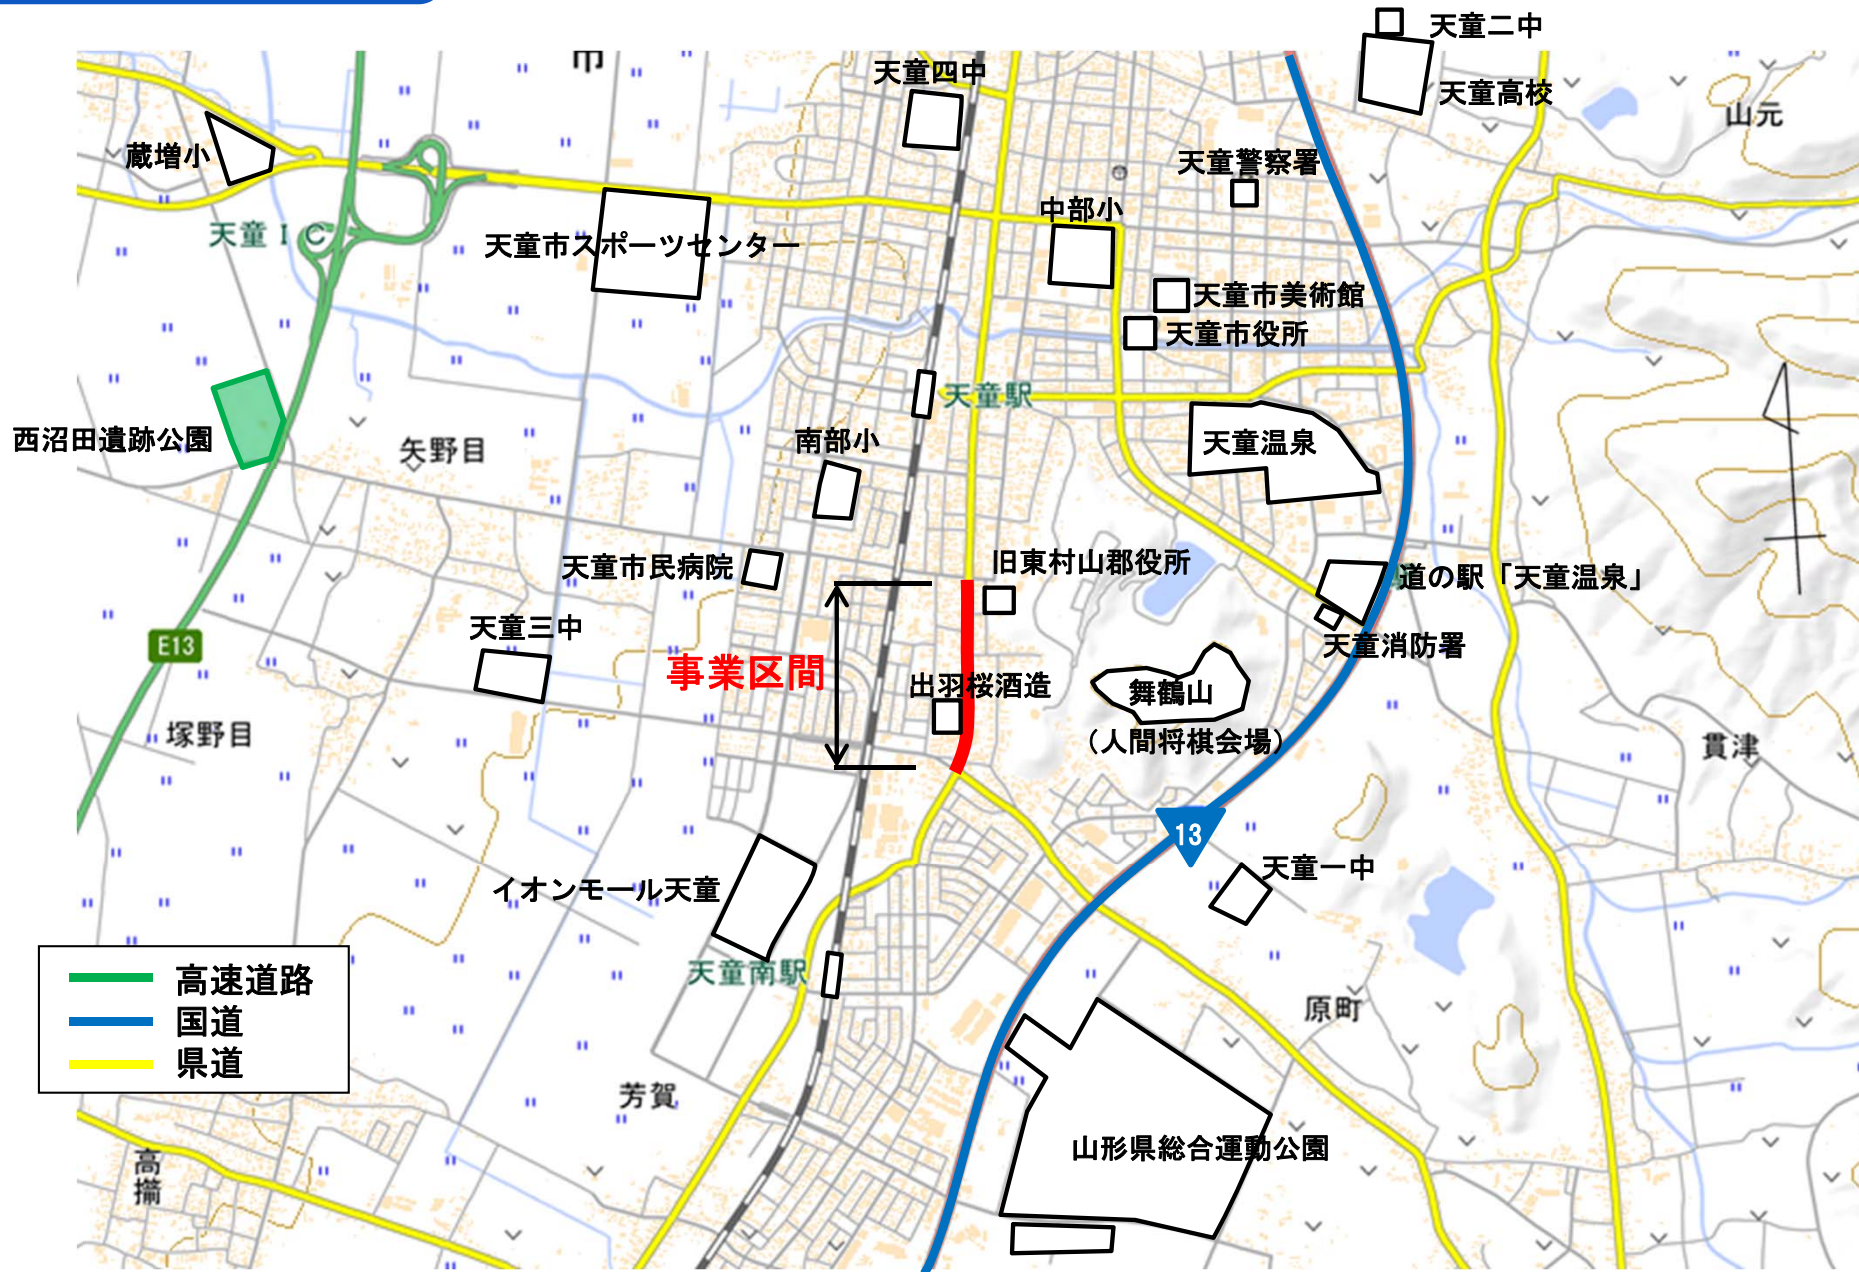 天童二中
市
天童四中
天童高校
山元
蔵増小
天童警察署
中部小
天童IC
天童市スポーツセンター
天童市美術館
天童市役所
天童駅
西沼田遺跡公園
矢野目
南部小
天童温泉
天童市民病院
旧東村山郡役所
道の駅「天童温泉」
天童三中
E13
天童消防署
事業区間
出羽桜酒造
舞鶴山
(人間将棋会場)
塚野目
貫津
13
イオンモール天童
天童一中
天童南駅
高速道路
国道
県道
原町
芳賀
山形県総合運動公園
高擶